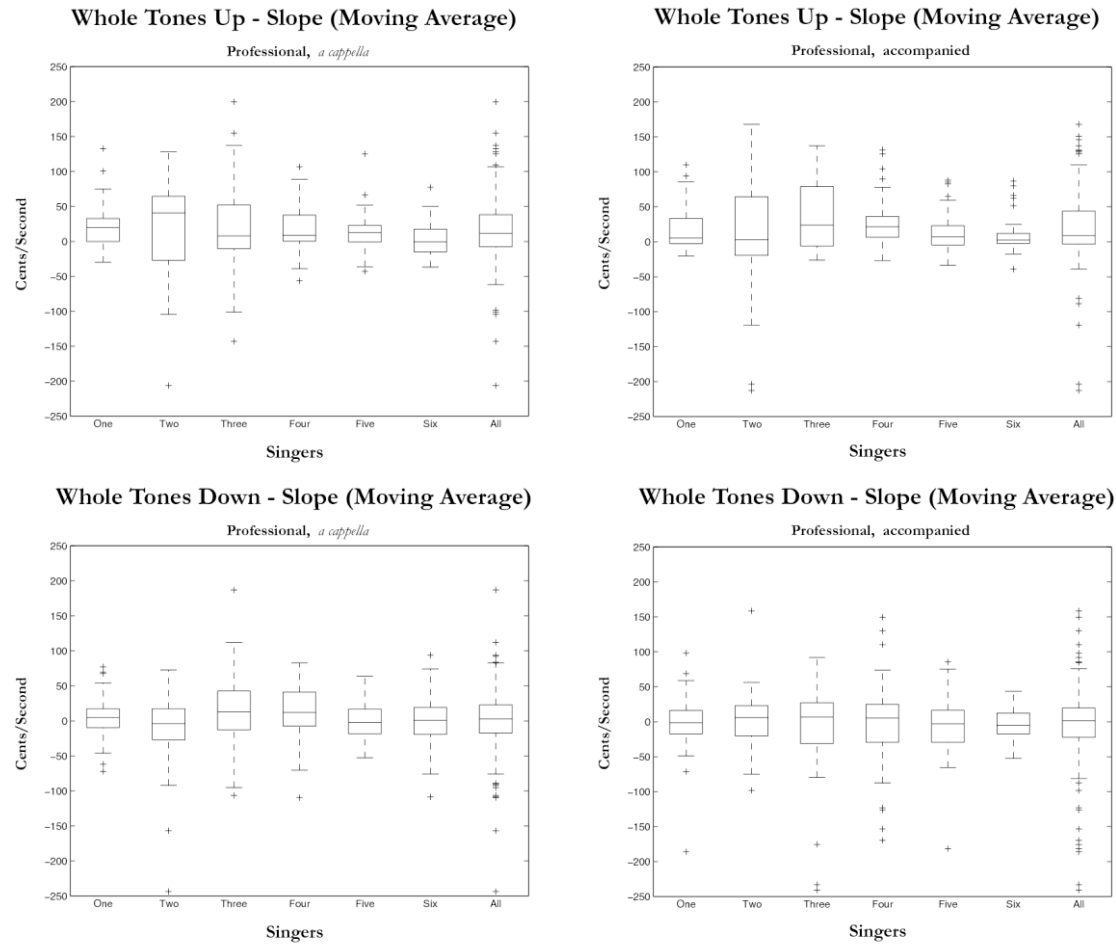 Whole Tones Up - Slope (Moving Average)
Professional, a cappella
250
200
150
100
50
0
−50
−100
−150
−200
−250
Cents/Second
One Two Three Four Five Six All
Singers
Whole Tones Up - Slope (Moving Average)
Professional, accompanied
250
200
150
100
50
0
−50
−100
−150
−200
−250
Cents/Second
One Two Three Four Five Six All
Singers
Whole Tones Down - Slope (Moving Average)
Professional, a cappella
250
200
150
100
50
0
−50
−100
−150
−200
−250
Cents/Second
One Two Three Four Five Six All
Singers
Whole Tones Down - Slope (Moving Average)
Professional, accompanied
250
200
150
100
50
0
−50
−100
−150
−200
−250
Cents/Second
One Two Three Four Five Six All
Singers